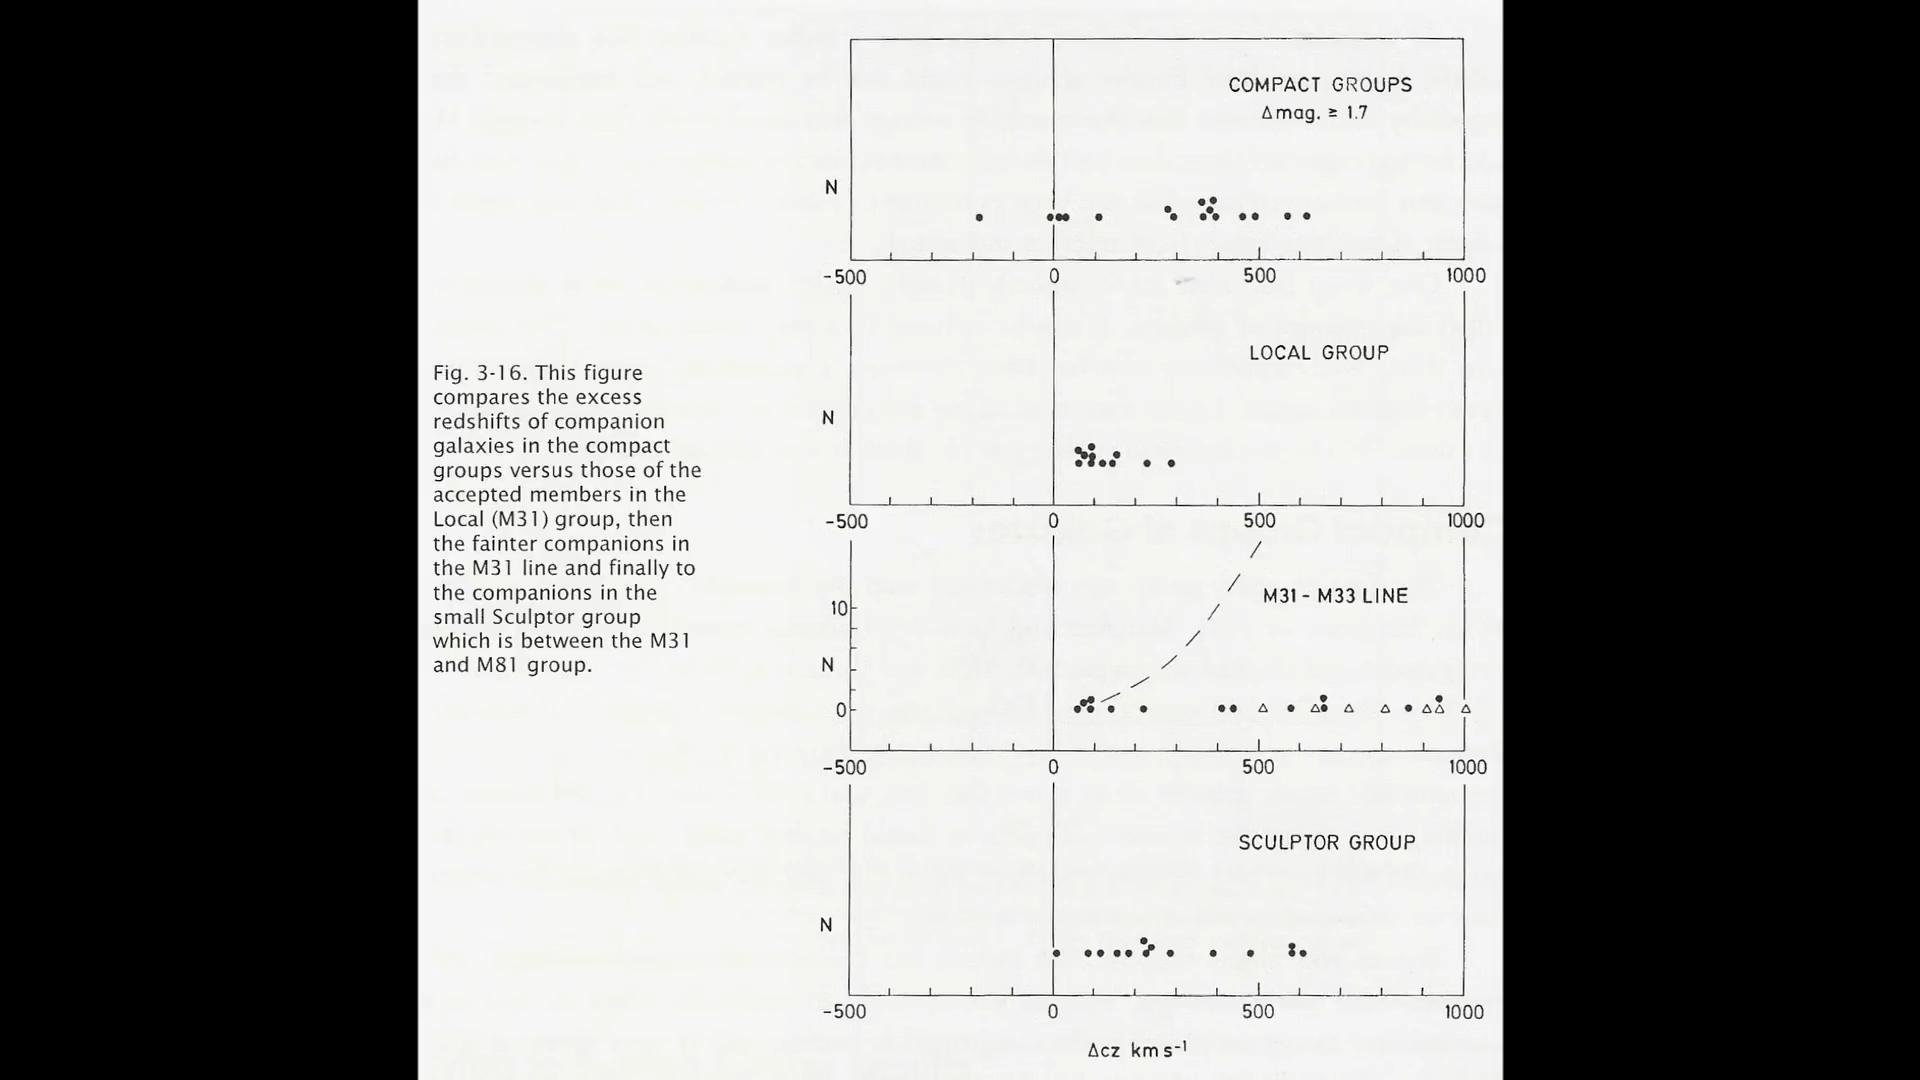 COMPACT GROUPS
Δmag. ≥ 1.7
N
-500 0 500 1000
LOCAL GROUP
N
-500 0 500 1000
M31 - M33 LINE
10
N
0
-500 0 500 1000
SCULPTOR GROUP
N
-500 0 500 1000
Δcz km s⁻¹
Fig. 3-16. This figure
compares the excess
redshifts of companion
galaxies in the compact
groups versus those of the
accepted members in the
Local (M31) group, then
the fainter companions in
the M31 line and finally to
the companions in the
small Sculptor group
which is between the M31
and M81 group.